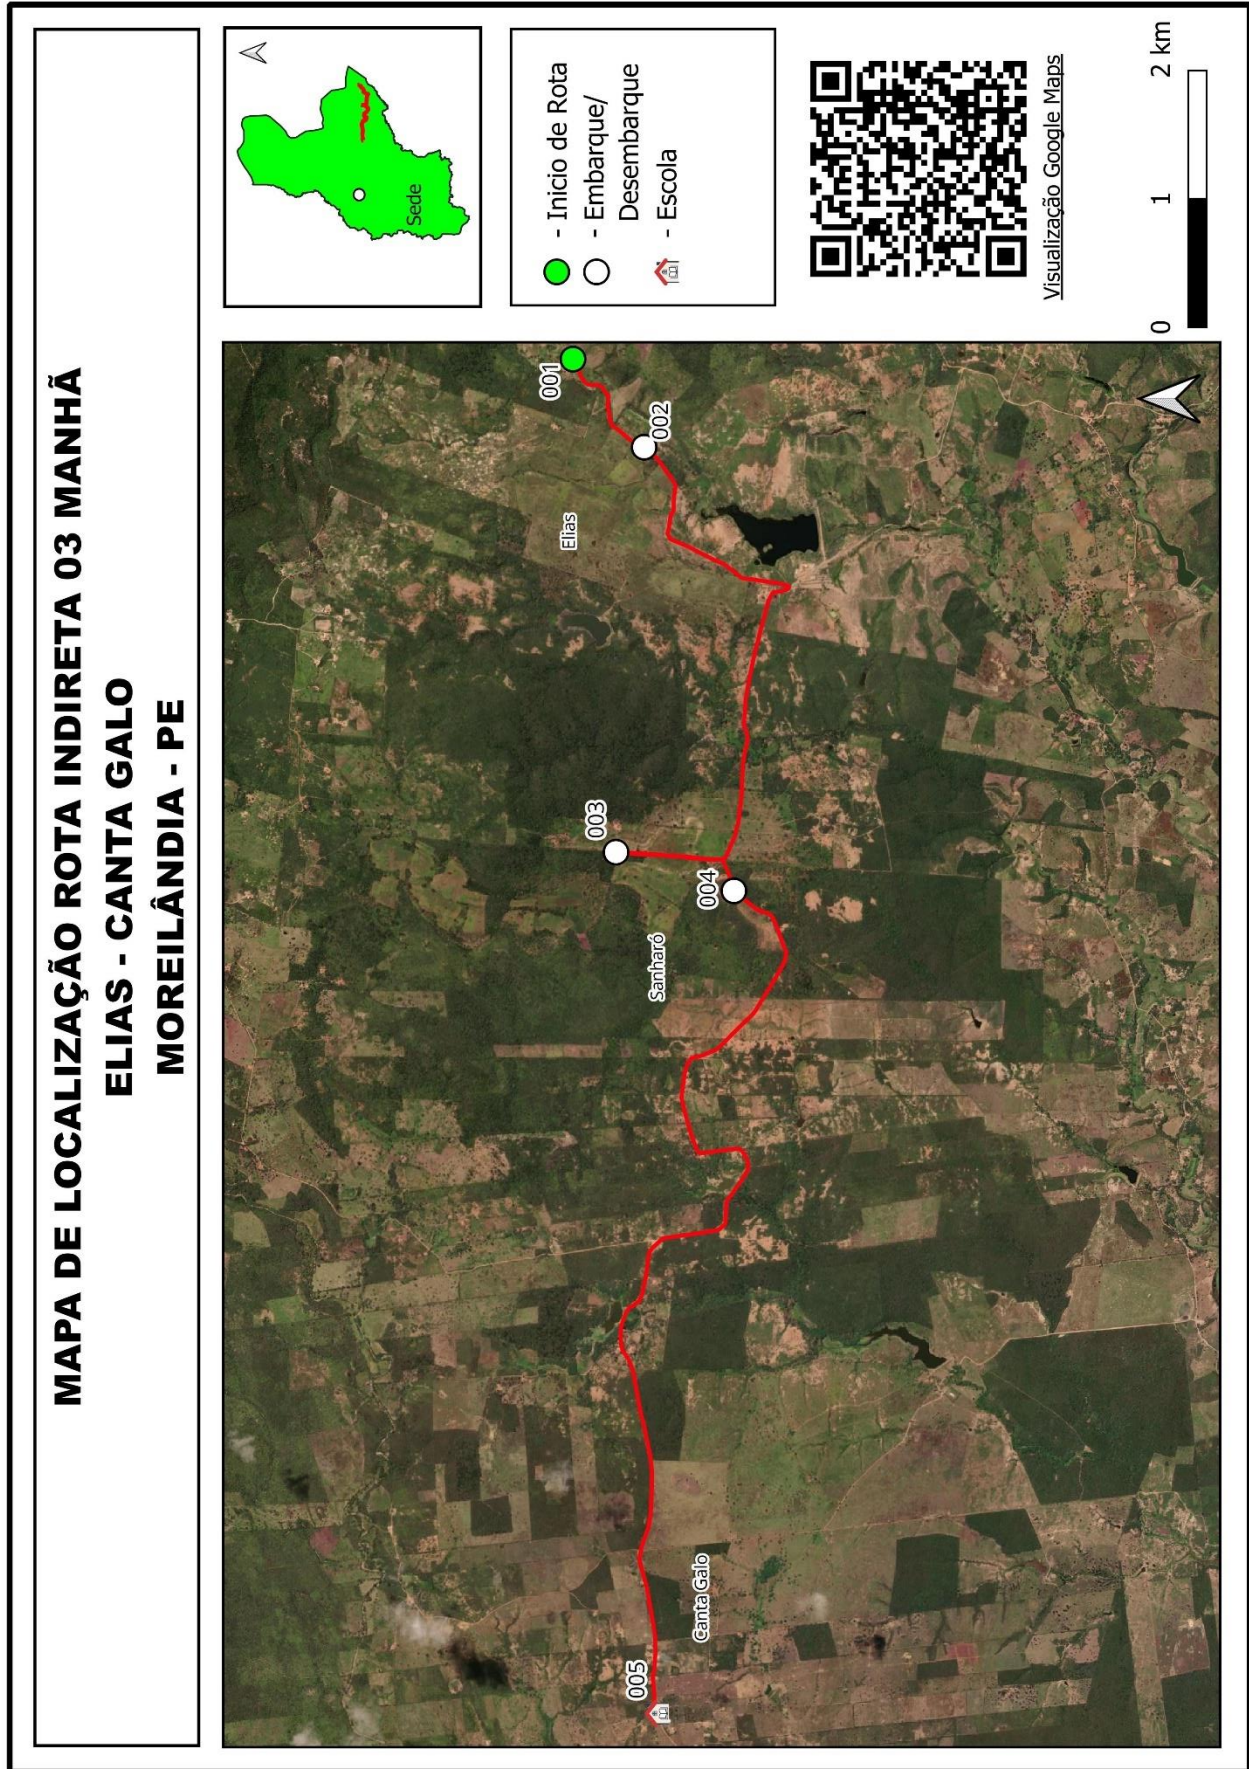 MAPA DE LOCALIZAÇÃO ROTA INDIRETA 03 MANHÃ
ELIAS - CANTA GALO
MOREILÂNDIA - PE
Sede
- Inicio de Rota
- Embarque/
Desembarque
- Escola
Visualização Google Maps
0 1 2 km
001
002
Elias
003
004
Sanharó
005
Canta Galo